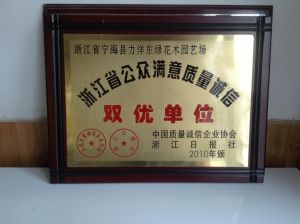 浙江省宁海县力洋东绿花木园艺场
浙江省公众满意质量诚信
双优单位
中国质量诚信企业协会
浙江日报社
2010年颁